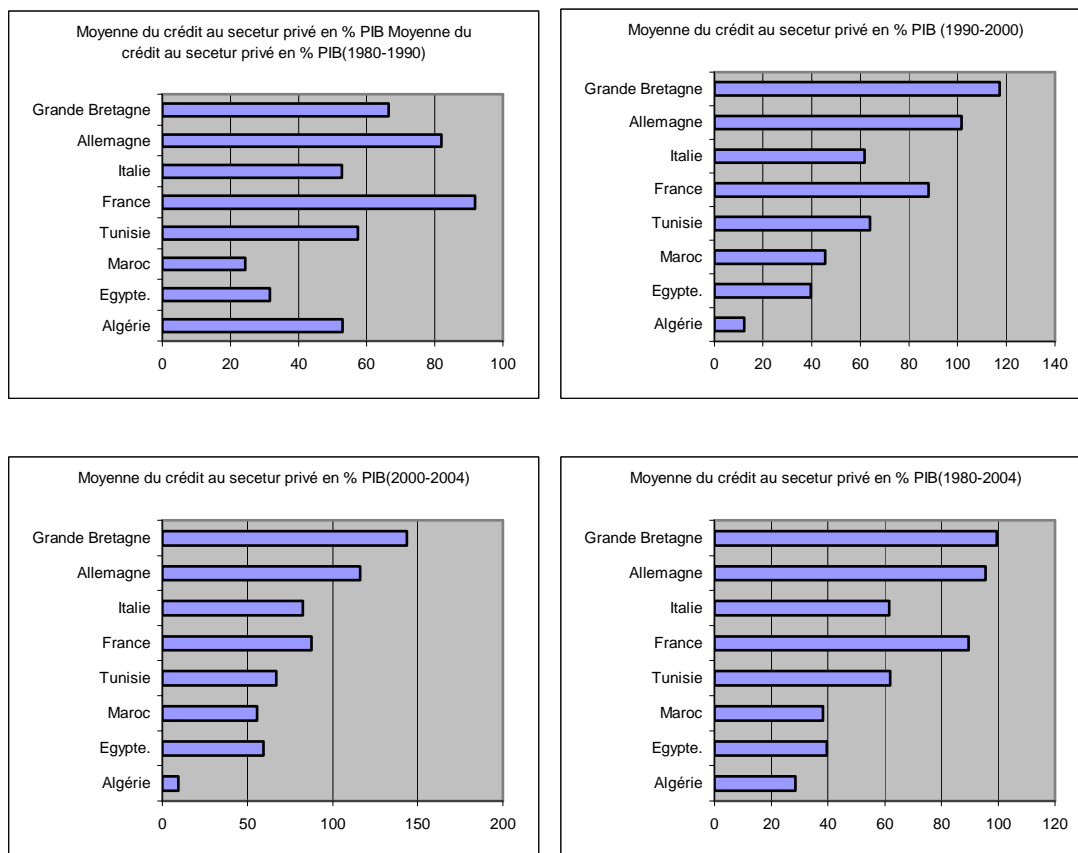 Moyenne du crédit au secetur privé en % PIB Moyenne du
crédit au secetur privé en % PIB(1980-1990)
Grande Bretagne
Allemagne
Italie
France
Tunisie
Maroc
Egypte.
Algérie
0 20 40 60 80 100
Moyenne du crédit au secetur privé en % PIB (1990-2000)
Grande Bretagne
Allemagne
Italie
France
Tunisie
Maroc
Egypte.
Algérie
0 20 40 60 80 100 120 140
Moyenne du crédit au secetur privé en % PIB(2000-2004)
Grande Bretagne
Allemagne
Italie
France
Tunisie
Maroc
Egypte.
Algérie
0 50 100 150 200
Moyenne du crédit au secetur privé en % PIB(1980-2004)
Grande Bretagne
Allemagne
Italie
France
Tunisie
Maroc
Egypte.
Algérie
0 20 40 60 80 100 120